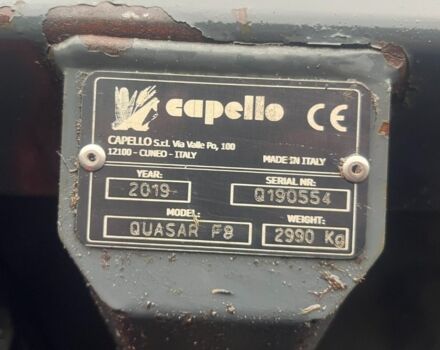 capello CE
CAPELLO S.r.l. Via Valle Po, 100
12100 - CUNEO - ITALY MADE IN ITALY
YEAR: SERIAL NR:
2019 Q190554
MODEL: WEIGHT:
QUASAR F8 2990 Kg